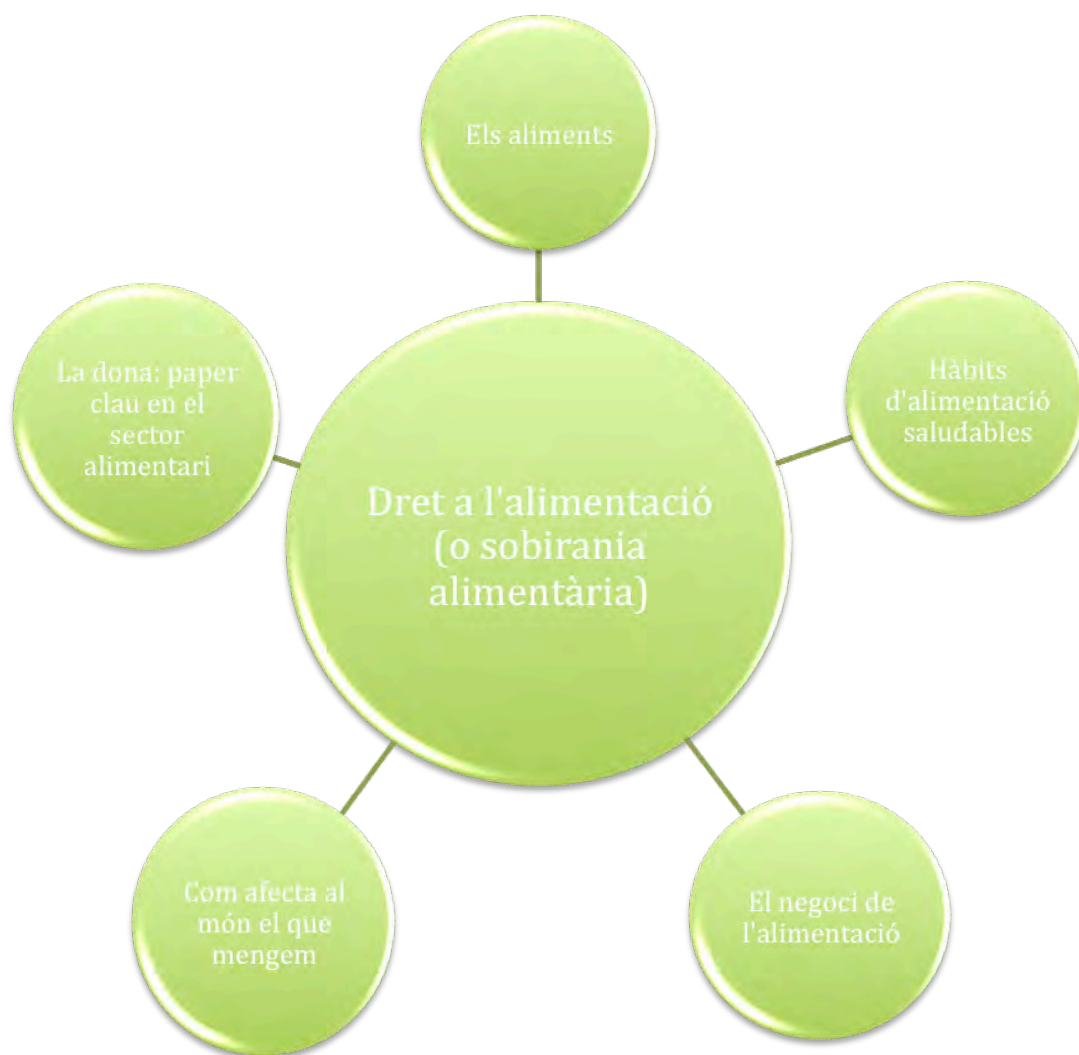 Els aliments
Hàbits
d'alimentació
saludables
El negoci de
l'alimentació
Com afecta al
món el que
mengem
La dona: paper
clau en el
sector
alimentari
Dret a l'alimentació
(o sobirania
alimentària)